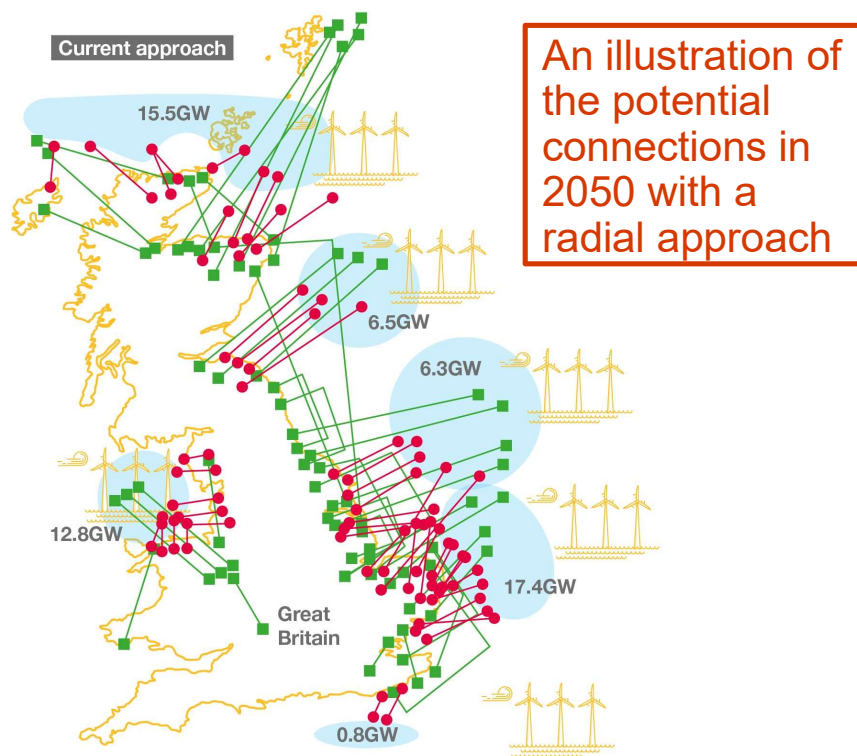 Current approach
An illustration of
the potential
connections in
2050 with a
radial approach
15.5GW
6.5GW
6.3GW
12.8GW
17.4GW
Great
Britain
0.8GW